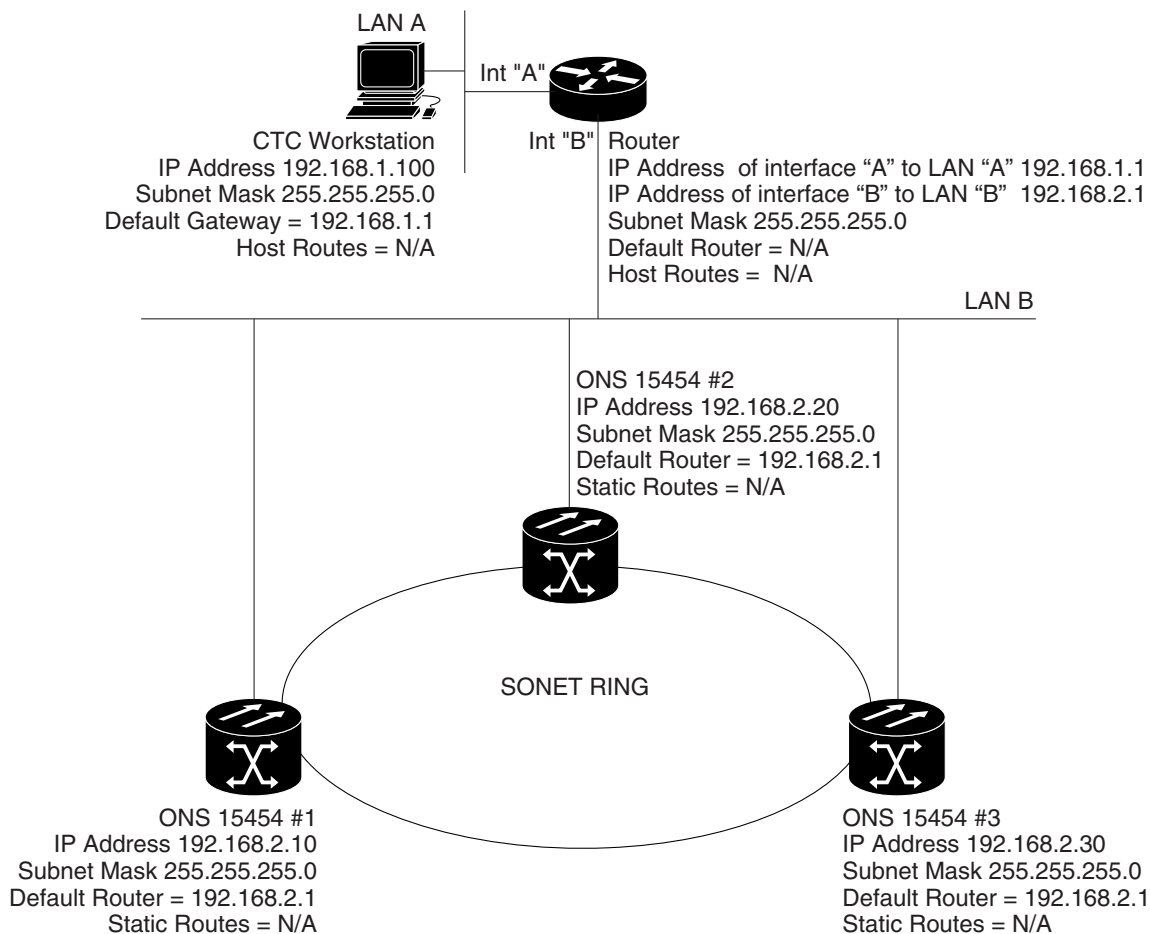 LAN A
Int "A"
CTC Workstation
IP Address 192.168.1.100
Subnet Mask 255.255.255.0
Default Gateway = 192.168.1.1
Host Routes = N/A
Int "B"
Router
IP Address  of interface “A” to LAN “A” 192.168.1.1
IP Address of interface “B” to LAN “B”  192.168.2.1
Subnet Mask 255.255.255.0
Default Router = N/A
Host Routes =  N/A
LAN B
ONS 15454 #2
IP Address 192.168.2.20
Subnet Mask 255.255.255.0
Default Router = 192.168.2.1
Static Routes = N/A
SONET RING
ONS 15454 #1
IP Address 192.168.2.10
Subnet Mask 255.255.255.0
Default Router = 192.168.2.1
Static Routes = N/A
ONS 15454 #3
IP Address 192.168.2.30
Subnet Mask 255.255.255.0
Default Router = 192.168.2.1
Static Routes = N/A